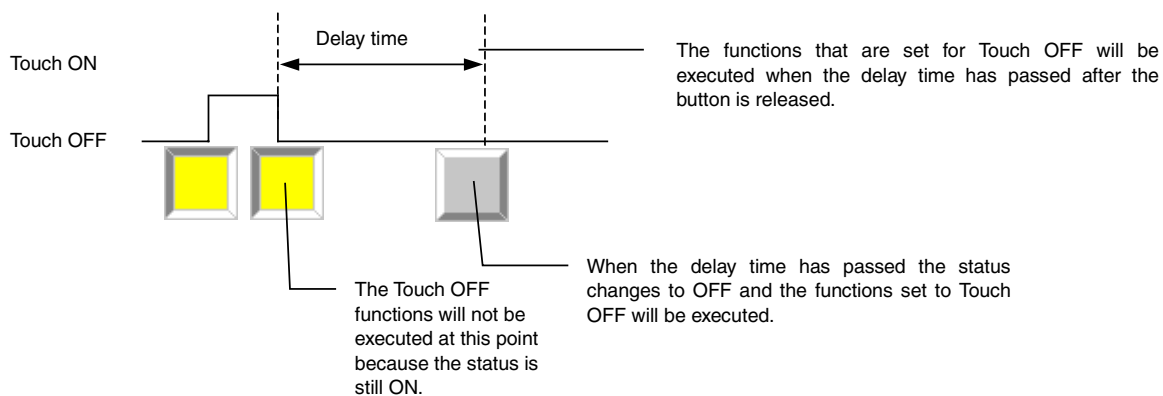 Delay time
Touch ON
The functions that are set for Touch OFF will be
executed when the delay time has passed after the
button is released.
Touch OFF
When the delay time has passed the status
changes to OFF and the functions set to Touch
OFF will be executed.
The Touch OFF
functions will not be
executed at this point
because the status is
still ON.